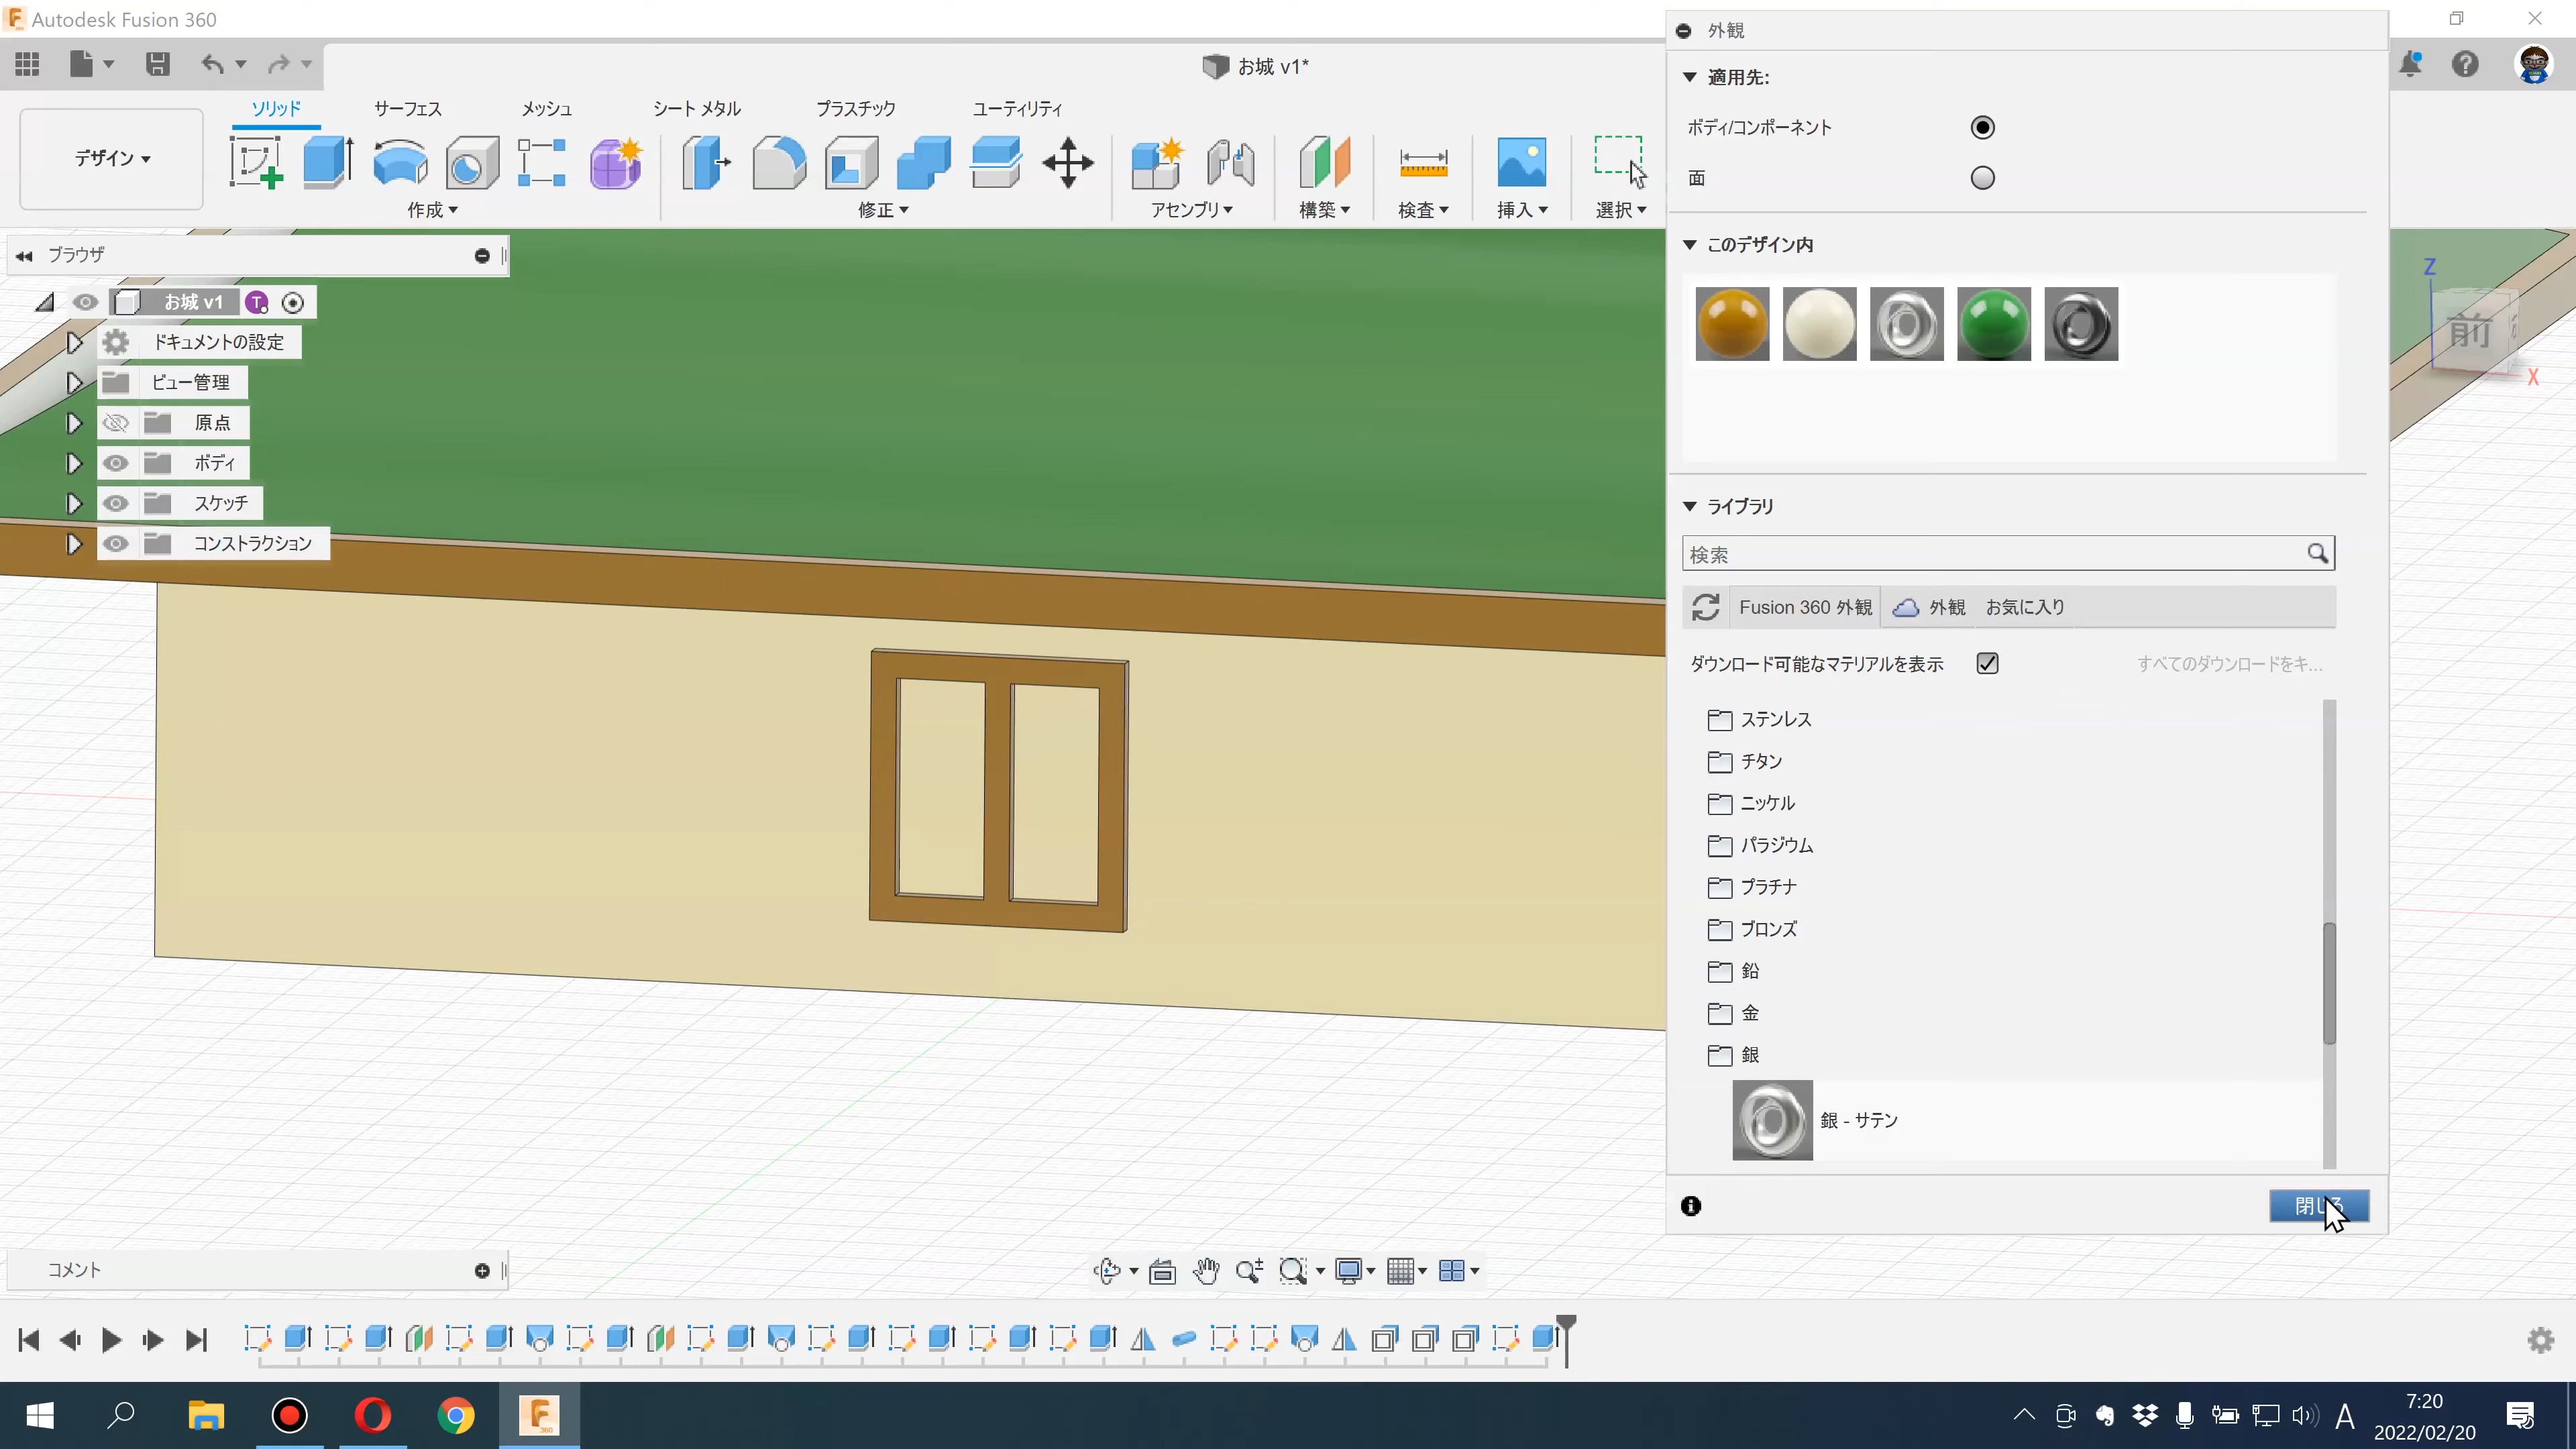 Autodesk Fusion 360
お城 v1*
ソリッド
サーフェス
メッシュ
シート メタル
プラスチック
ユーティリティ
デザイン
作成
修正
アセンブリ
構築
検査
挿入
選択
ブラウザ
お城 v1
ドキュメントの設定
ビュー管理
原点
ボディ
スケッチ
コンストラクション
Z
前
X
外観
適用先:
ボディ/コンポーネント
面
このデザイン内
ライブラリ
検索
Fusion 360 外観
外観
お気に入り
ダウンロード可能なマテリアルを表示
すべてのダウンロードをキ...
ステンレス
チタン
ニッケル
パラジウム
プラチナ
ブロンズ
鉛
金
銀
銀 - サテン
閉じる
コメント
A
7:20
2022/02/20